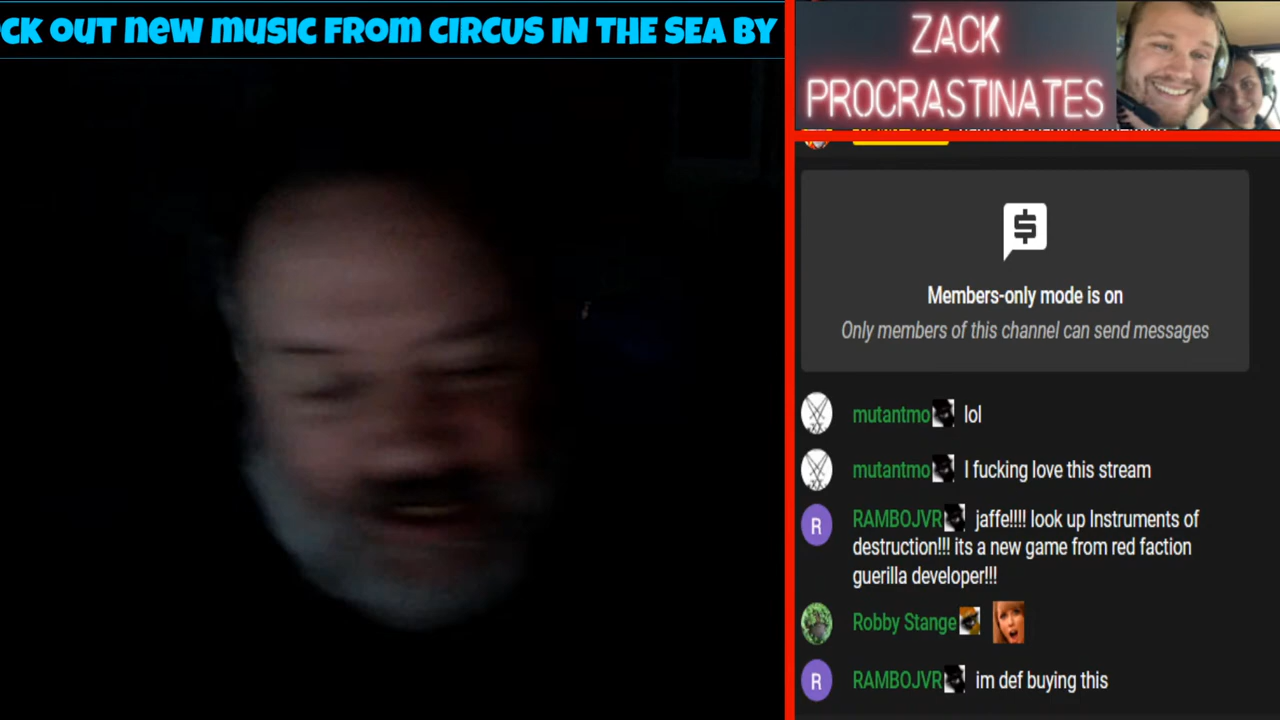 CK OUT NEW MUSIC FROM CIRCUS IN THE SEA BY
ZACK
PROCRASTINATES
Members-only mode is on
Only members of this channel can send messages
mutantmo lol
mutantmo I fucking love this stream
R RAMBOJVR jaffe!!!! look up Instruments of
destruction!!! its a new game from red faction
guerilla developer!!!
Robby Stange
R RAMBOJVR im def buying this